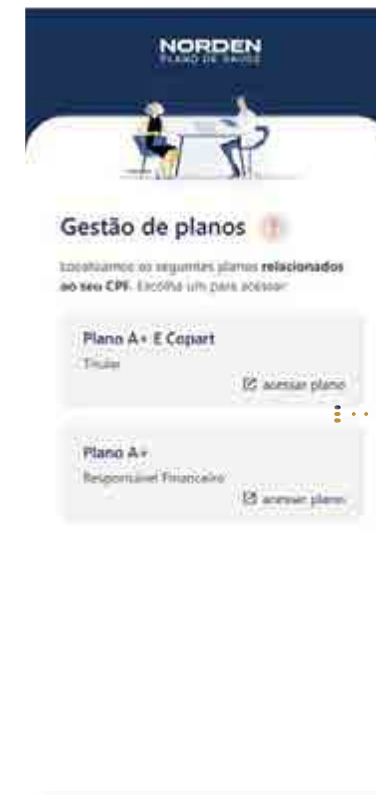 NORDEN
PLANO DE SAÚDE
Gestão de planos
Localizamos os seguintes planos relacionados
ao seu CPF. Escolha um para acessar:
Plano A+ E Copart
Titular
acessar plano
Plano A+
Responsável Financeiro
acessar plano